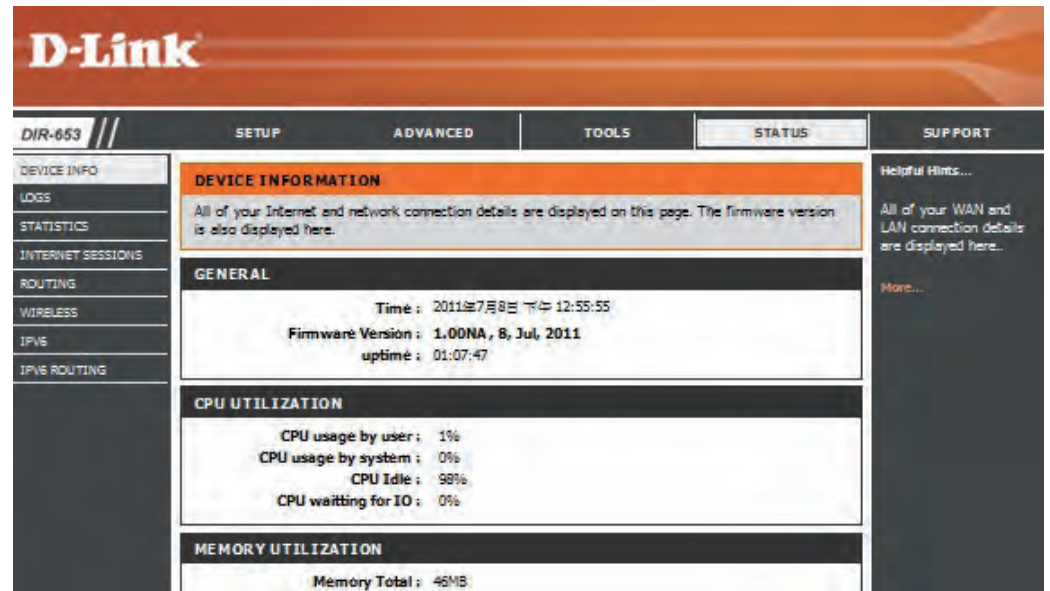 D-Link
DIR-653
SETUP
ADVANCED
TOOLS
STATUS
SUPPORT
DEVICE INFO
LOGS
STATISTICS
INTERNET SESSIONS
ROUTING
WIRELESS
IPV6
IPV6 ROUTING
DEVICE INFORMATION
All of your Internet and network connection details are displayed on this page. The firmware version
is also displayed here.
GENERAL
Time : 2011年7月8日 下午 12:55:55
Firmware Version : 1.00NA , 8, Jul, 2011
uptime : 01:07:47
CPU UTILIZATION
CPU usage by user : 1%
CPU usage by system : 0%
CPU Idle : 98%
CPU waitting for IO : 0%
MEMORY UTILIZATION
Memory Total : 46MB
Helpful Hints...
All of your WAN and
LAN connection details
are displayed here..
More...